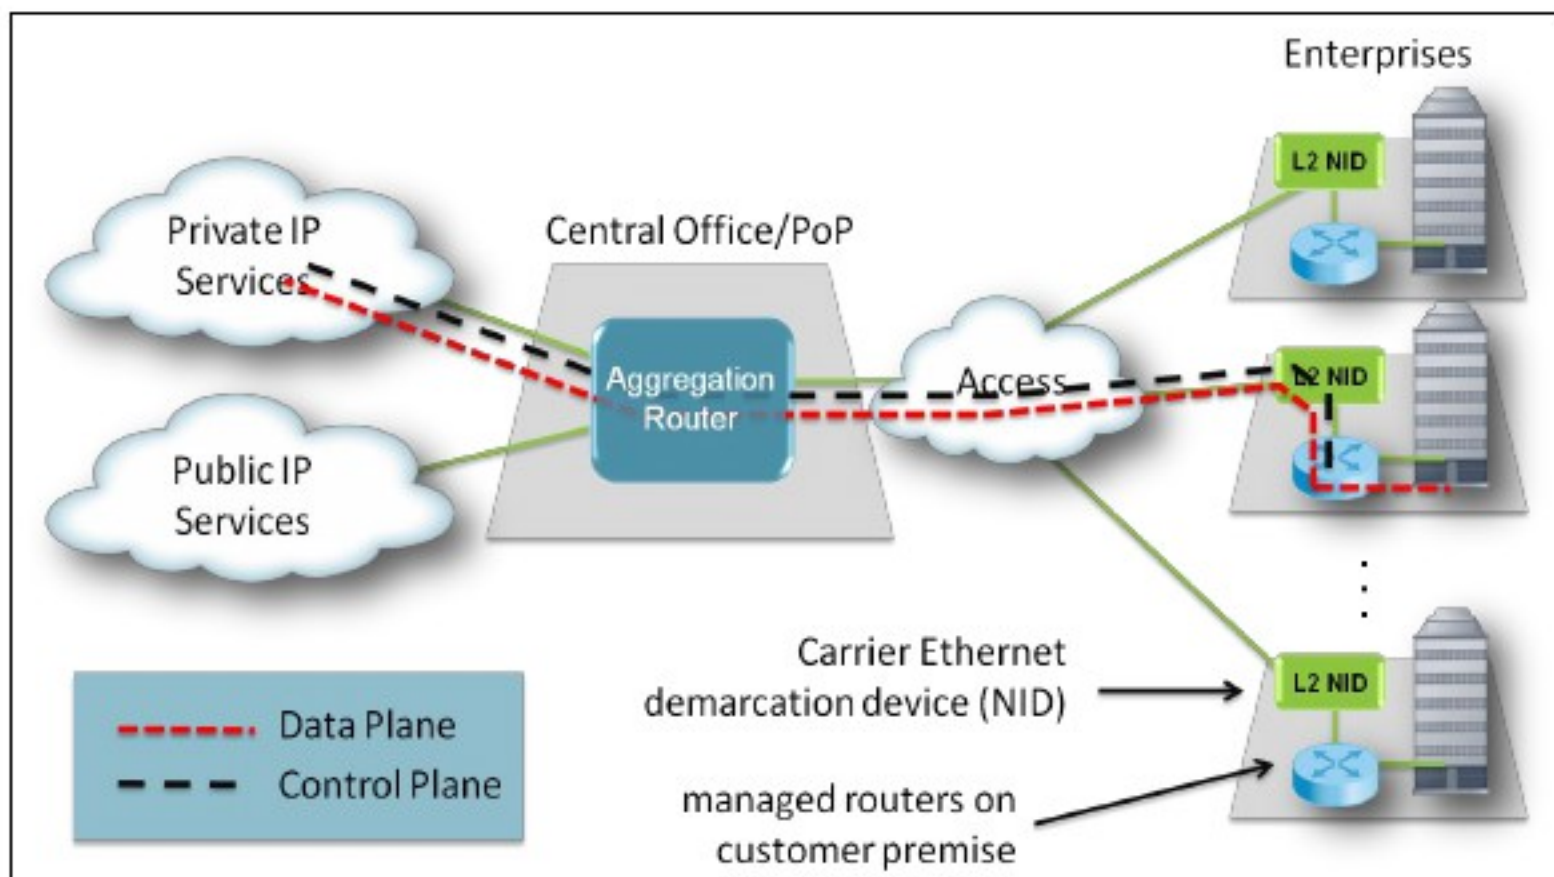 Enterprises
L2 NID
Private IP
Services
Central Office/PoP
Aggregation
Router
Access
L2 NID
Public IP
Services
Carrier Ethernet
demarcation device (NID)
L2 NID
managed routers on
customer premise
Data Plane
Control Plane